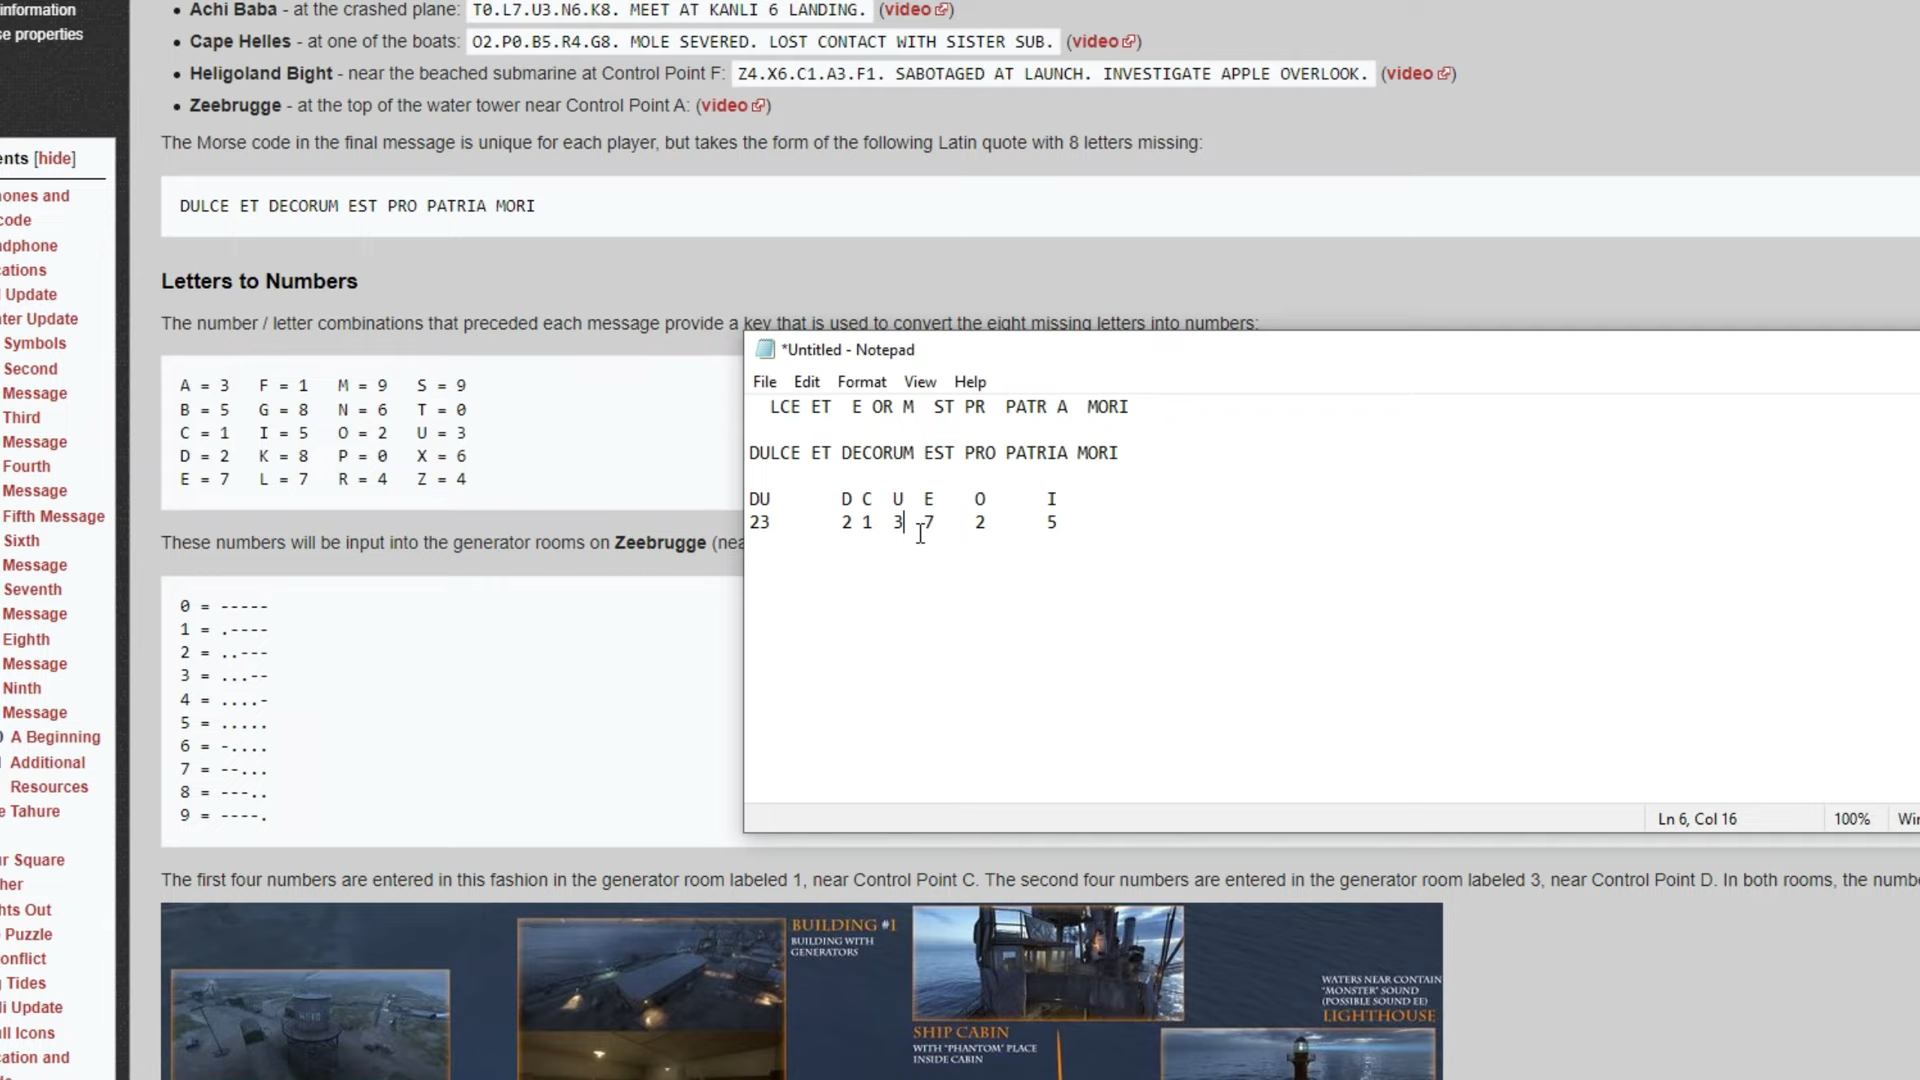 information
se properties
ents [hide]
hones and
code
adphone
cations
l Update
nter Update
Symbols
Second
Message
Third
Message
Fourth
Message
Fifth Message
Sixth
Message
Seventh
Message
Eighth
Message
Ninth
Message
A Beginning
Additional
Resources
e Tahure
ur Square
her
hts Out
Puzzle
onflict
g Tides
li Update
ull Icons
cation and
Achi Baba - at the crashed plane: T0.L7.U3.N6.K8. MEET AT KANLI 6 LANDING. (video)
Cape Helles - at one of the boats: O2.P0.B5.R4.G8. MOLE SEVERED. LOST CONTACT WITH SISTER SUB. (video)
Heligoland Bight - near the beached submarine at Control Point F: Z4.X6.C1.A3.F1. SABOTAGED AT LAUNCH. INVESTIGATE APPLE OVERLOOK. (video)
Zeebrugge - at the top of the water tower near Control Point A: (video)
The Morse code in the final message is unique for each player, but takes the form of the following Latin quote with 8 letters missing:
DULCE ET DECORUM EST PRO PATRIA MORI
Letters to Numbers
The number / letter combinations that preceded each message provide a key that is used to convert the eight missing letters into numbers:
A = 3 F = 1 M = 9 S = 9
B = 5 G = 8 N = 6 T = 0
C = 1 I = 5 O = 2 U = 3
D = 2 K = 8 P = 0 X = 6
E = 7 L = 7 R = 4 Z = 4
These numbers will be input into the generator rooms on Zeebrugge (nea
0 = -----
1 = .----
2 = ..---
3 = ...--
4 = ....-
5 = .....
6 = -....
7 = --...
8 = ---..
9 = ----.
*Untitled - Notepad
File Edit Format View Help
LCE ET E OR M ST PR PATR A MORI
DULCE ET DECORUM EST PRO PATRIA MORI
DU D C U E O I
23 2 1 3 7 2 5
Ln 6, Col 16 100% Win
The first four numbers are entered in this fashion in the generator room labeled 1, near Control Point C. The second four numbers are entered in the generator room labeled 3, near Control Point D. In both rooms, the numbe
BUILDING #1
BUILDING WITH
GENERATORS
SHIP CABIN
WITH "PHANTOM" PLACE
INSIDE CABIN
WATERS NEAR CONTAIN
"MONSTER" SOUND
(POSSIBLE SOUND EE)
LIGHTHOUSE